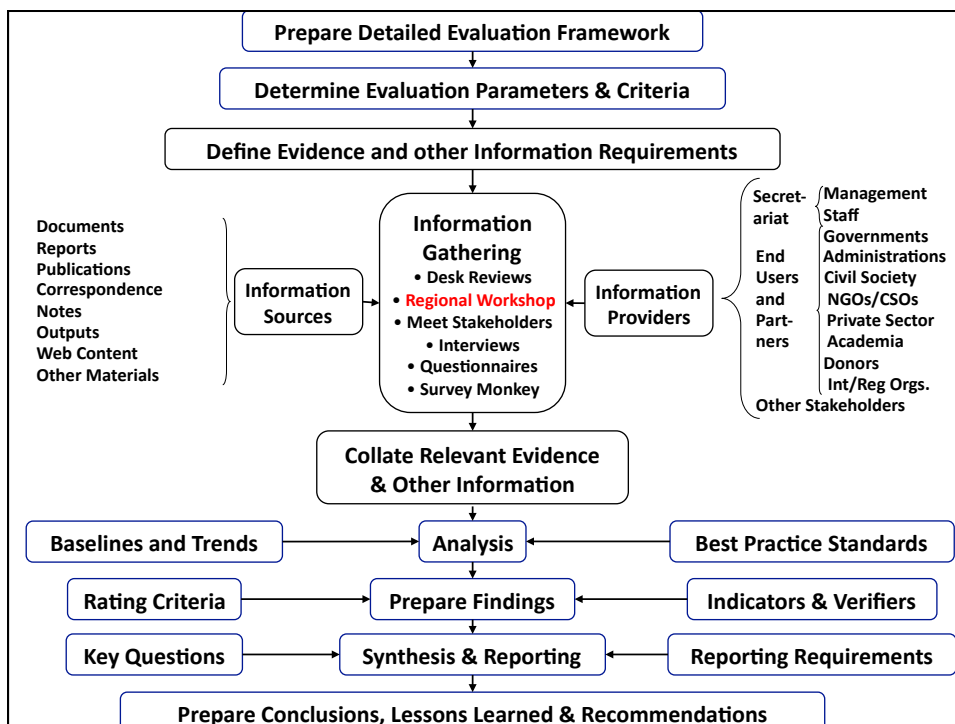 Prepare Detailed Evaluation Framework
Determine Evaluation Parameters & Criteria
Define Evidence and other Information Requirements
Documents
Reports
Publications
Correspondence
Notes
Outputs
Web Content
Other Materials
Information
Sources
Information
Gathering
• Desk Reviews
• Regional Workshop
• Meet Stakeholders
• Interviews
• Questionnaires
• Survey Monkey
Information
Providers
Secret-
ariat
Management
Staff
End
Users
and
Part-
ners
Governments
Administrations
Civil Society
NGOs/CSOs
Private Sector
Academia
Donors
Int/Reg Orgs.
Other Stakeholders
Collate Relevant Evidence
& Other Information
Baselines and Trends
Analysis
Best Practice Standards
Rating Criteria
Prepare Findings
Indicators & Verifiers
Key Questions
Synthesis & Reporting
Reporting Requirements
Prepare Conclusions, Lessons Learned & Recommendations